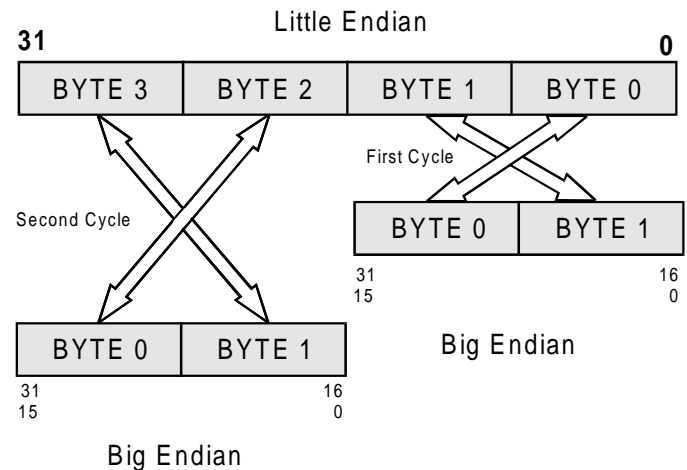 Little Endian
31 0
BYTE 3 BYTE 2 BYTE 1 BYTE 0
First Cycle
Second Cycle
BYTE 0 BYTE 1
31 16
15 0
Big Endian
BYTE 0 BYTE 1
31 16
15 0
Big Endian